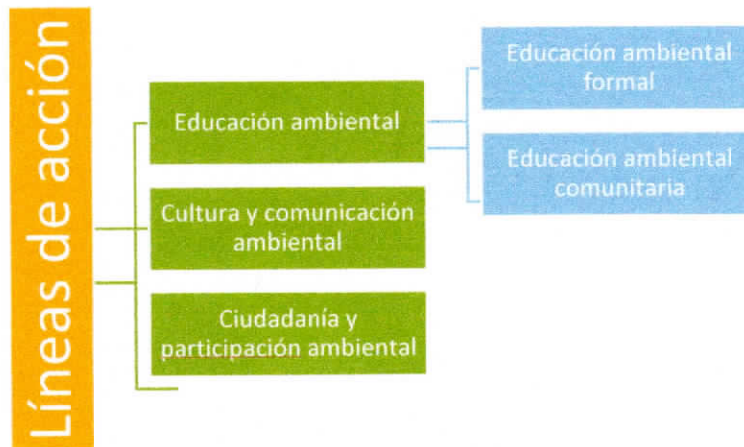 Líneas de acción
Educación ambiental
Cultura y comunicación
ambiental
Ciudadanía y
participación ambiental
Educación ambiental
formal
Educación ambiental
comunitaria